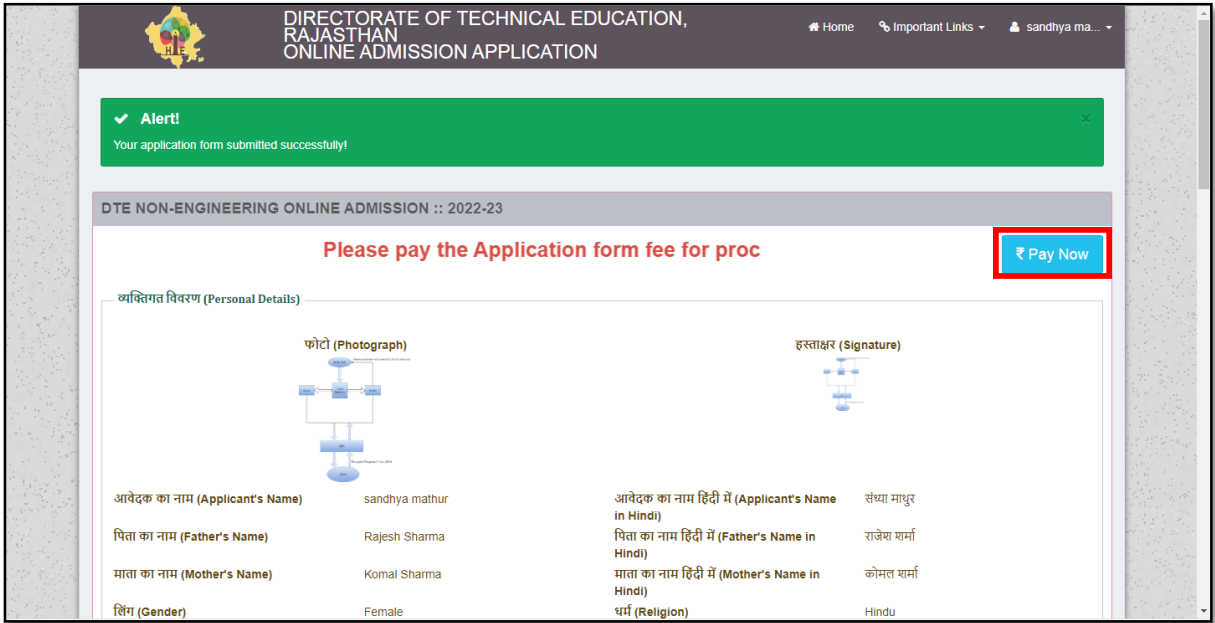 HTE
DIRECTORATE OF TECHNICAL EDUCATION,
RAJASTHAN
ONLINE ADMISSION APPLICATION
Home Important Links sandhya ma...
Alert! ×
Your application form submitted successfully!
DTE NON-ENGINEERING ONLINE ADMISSION :: 2022-23
Please pay the Application form fee for proc
₹ Pay Now
व्यक्तिगत विवरण (Personal Details)
फोटो (Photograph) हस्ताक्षर (Signature)
आवेदक का नाम (Applicant's Name) sandhya mathur आवेदक का नाम हिंदी में (Applicant's Name संध्या माथुर
in Hindi)
पिता का नाम (Father's Name) Rajesh Sharma पिता का नाम हिंदी में (Father's Name in राजेश शर्मा
Hindi)
माता का नाम (Mother's Name) Komal Sharma माता का नाम हिंदी में (Mother's Name in कोमल शर्मा
Hindi)
लिंग (Gender) Female धर्म (Religion) Hindu